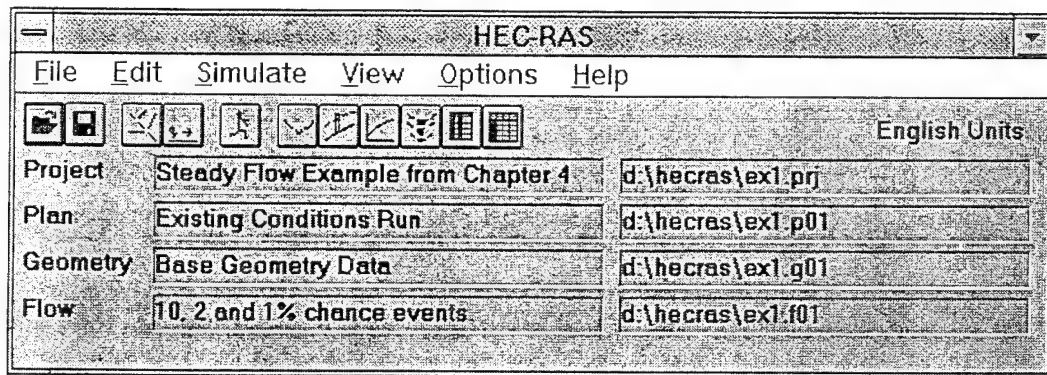 HEC-RAS
File Edit Simulate View Options Help
English Units
Project Steady Flow Example from Chapter 4 d:\hecras\ex1.prj
Plan Existing Conditions Run d:\hecras\ex1.p01
Geometry Base Geometry Data d:\hecras\ex1.g01
Flow 10, 2 and 1% chance events d:\hecras\ex1.f01